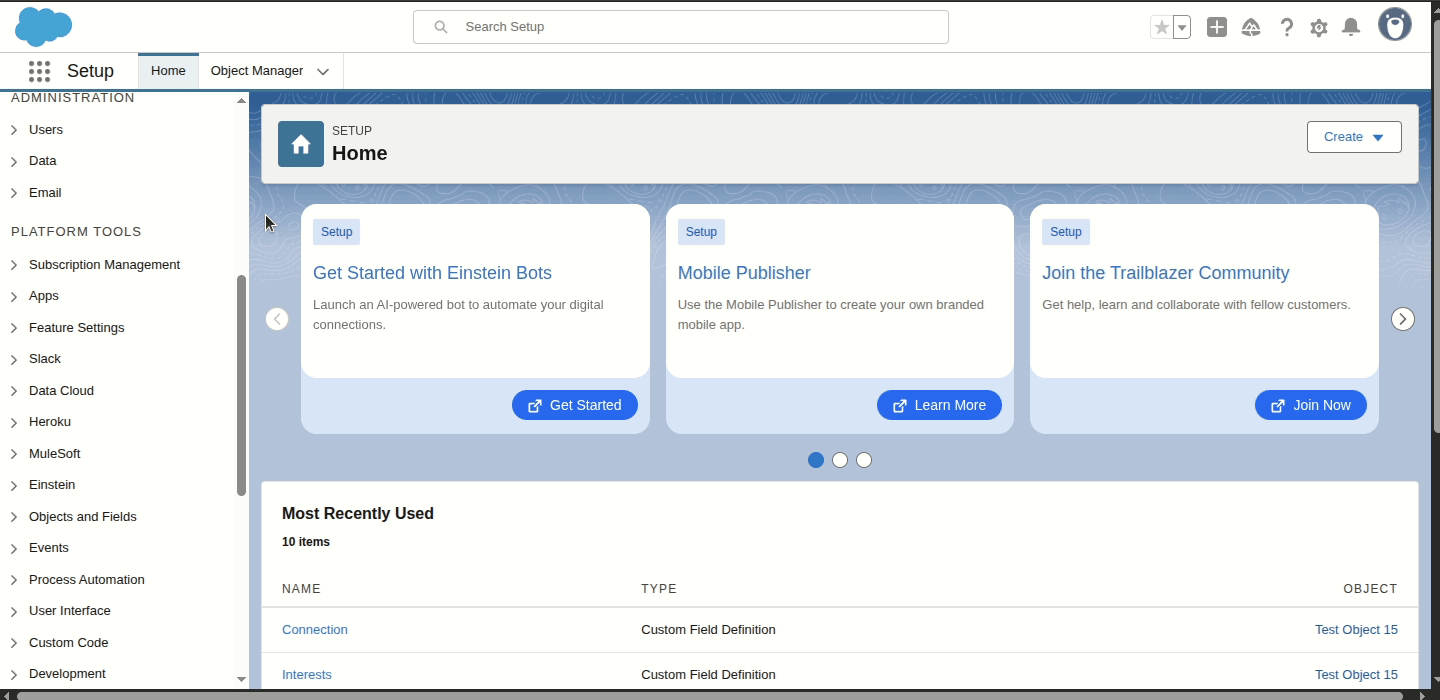 Search Setup
Setup
Home
Object Manager
ADMINISTRATION
Users
Data
Email
PLATFORM TOOLS
Subscription Management
Apps
Feature Settings
Slack
Data Cloud
Heroku
MuleSoft
Einstein
Objects and Fields
Events
Process Automation
User Interface
Custom Code
Development
SETUP
Home
Create
Setup
Get Started with Einstein Bots
Launch an AI-powered bot to automate your digital
connections.
Get Started
Setup
Mobile Publisher
Use the Mobile Publisher to create your own branded
mobile app.
Learn More
Setup
Join the Trailblazer Community
Get help, learn and collaborate with fellow customers.
Join Now
Most Recently Used
10 items
NAME TYPE OBJECT
Connection Custom Field Definition Test Object 15
Interests Custom Field Definition Test Object 15